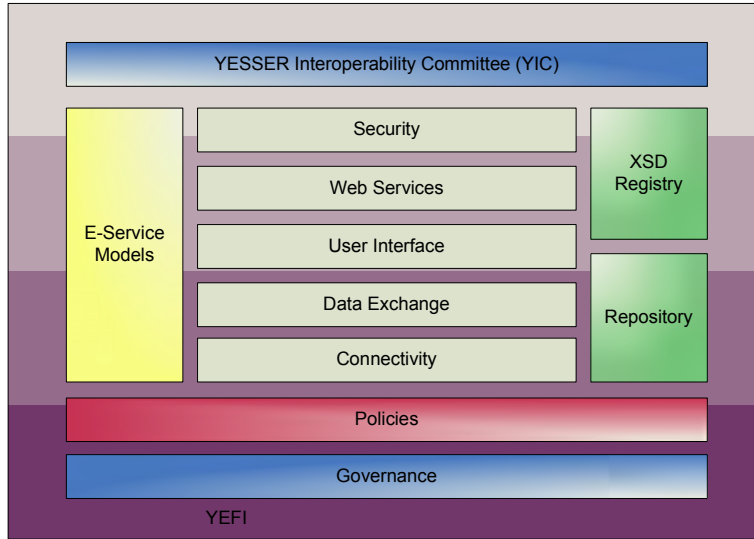 YESSER Interoperability Committee (YIC)
E-Service
Models
Security
Web Services
User Interface
Data Exchange
Connectivity
XSD
Registry
Repository
Policies
Governance
YEFI